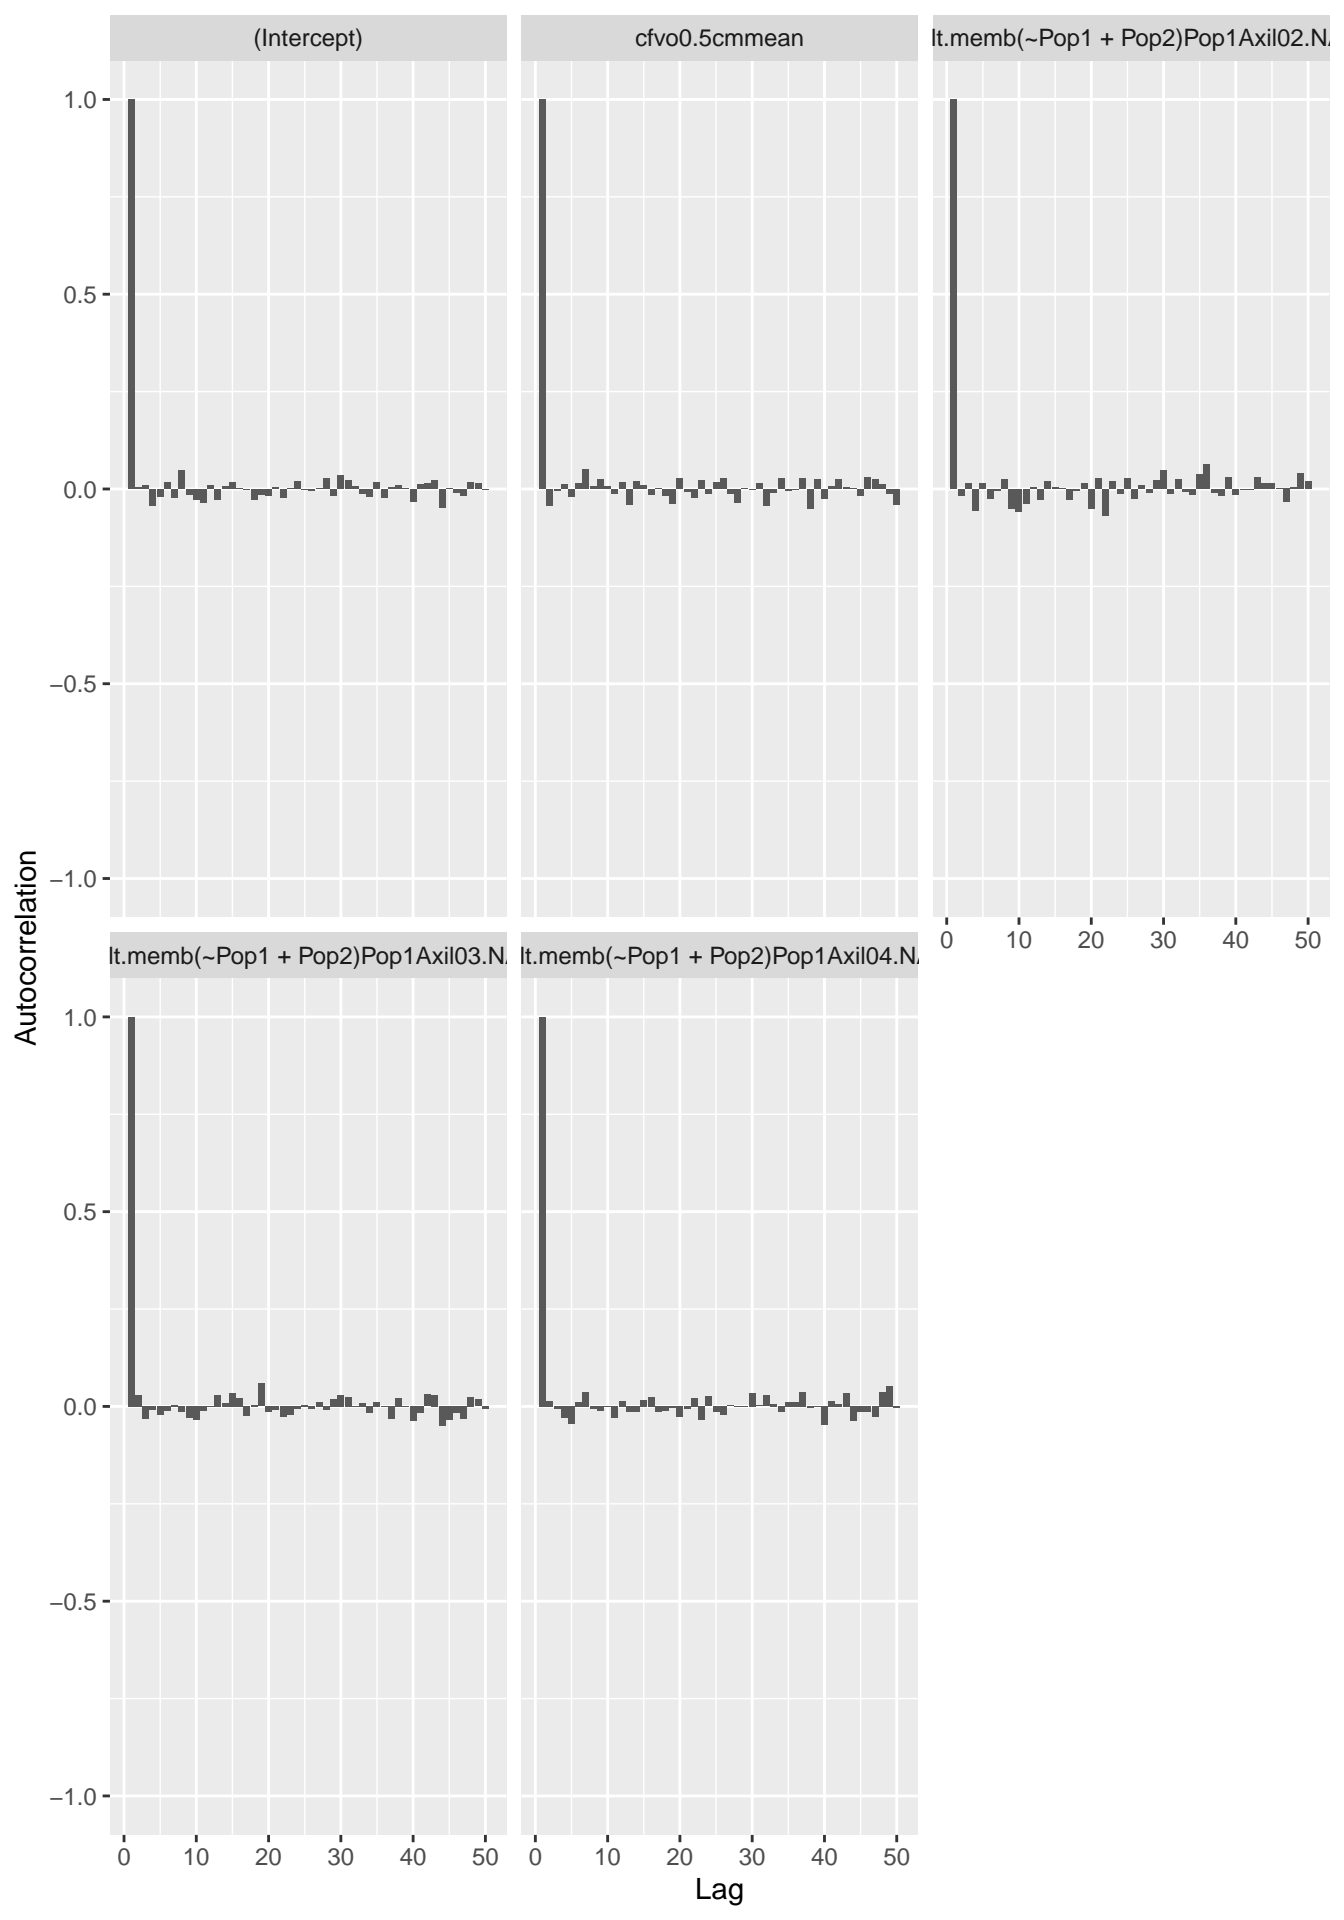 (Intercept) cfvo0.5cmmean lt.memb(~Pop1 + Pop2)Pop1Axil02.N
1.0
0.5
0.0
−0.5
−1.0
0 10 20 30 40 50
lt.memb(~Pop1 + Pop2)Pop1Axil03.N lt.memb(~Pop1 + Pop2)Pop1Axil04.N
1.0
0.5
0.0
−0.5
−1.0
0 10 20 30 40 50 0 10 20 30 40 50
Autocorrelation
Lag